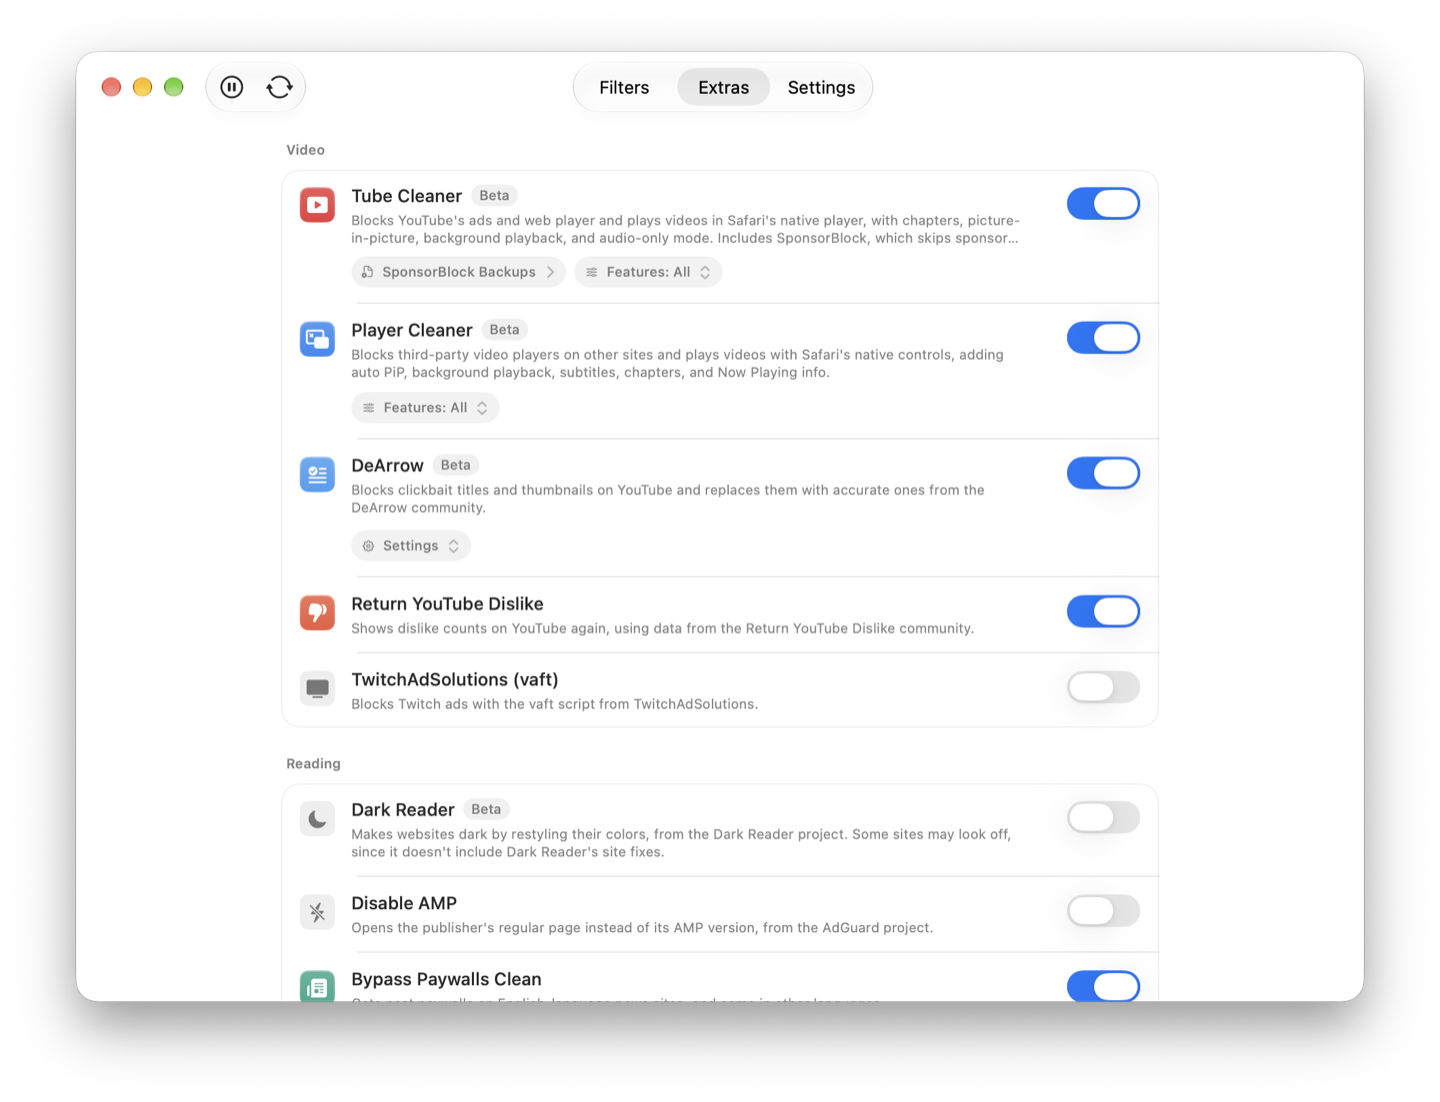 Filters
Extras
Settings
Video
Tube Cleaner Beta
Blocks YouTube's ads and web player and plays videos in Safari's native player, with chapters, picture-
in-picture, background playback, and audio-only mode. Includes SponsorBlock, which skips sponsor...
SponsorBlock Backups
Features: All
Player Cleaner Beta
Blocks third-party video players on other sites and plays videos with Safari's native controls, adding
auto PiP, background playback, subtitles, chapters, and Now Playing info.
Features: All
DeArrow Beta
Blocks clickbait titles and thumbnails on YouTube and replaces them with accurate ones from the
DeArrow community.
Settings
Return YouTube Dislike
Shows dislike counts on YouTube again, using data from the Return YouTube Dislike community.
TwitchAdSolutions (vaft)
Blocks Twitch ads with the vaft script from TwitchAdSolutions.
Reading
Dark Reader Beta
Makes websites dark by restyling their colors, from the Dark Reader project. Some sites may look off,
since it doesn't include Dark Reader's site fixes.
Disable AMP
Opens the publisher's regular page instead of its AMP version, from the AdGuard project.
Bypass Paywalls Clean